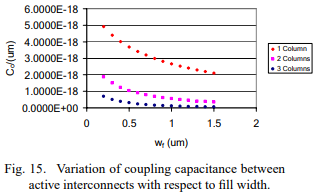 6.0000E-18
5.0000E-18
4.0000E-18
3.0000E-18
2.0000E-18
1.0000E-18
0.0000E+00
Cc/(um)
0 0.5 1 1.5 2
wf (um)
1 Column
2 Columns
3 Columns
Fig. 15. Variation of coupling capacitance between
active interconnects with respect to fill width.